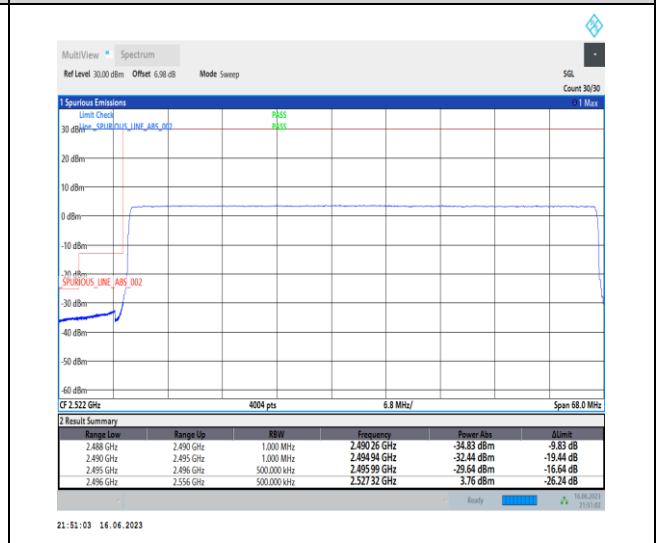 MultiView Spectrum
Ref Level 30.00 dBm Offset 6.98 dB Mode Sweep SGL
Count 30/30
1 Spurious Emissions 1 Max
Limit Check PASS
Line_SPURIOUS_LINE_ABS_002 PASS
30 dBm
20 dBm
10 dBm
0 dBm
-10 dBm
-20 dBm
SPURIOUS_LINE_ABS_002
-30 dBm
-40 dBm
-50 dBm
-60 dBm
CF 2.522 GHz 4004 pts 6.8 MHz/ Span 68.0 MHz
2 Result Summary
Range Low Range Up RBW Frequency Power Abs ΔLimit
2.488 GHz 2.490 GHz 1.000 MHz 2.490 26 GHz -34.83 dBm -9.83 dB
2.490 GHz 2.495 GHz 1.000 MHz 2.494 94 GHz -32.44 dBm -19.44 dB
2.495 GHz 2.496 GHz 500.000 kHz 2.495 99 GHz -29.64 dBm -16.64 dB
2.496 GHz 2.556 GHz 500.000 kHz 2.527 32 GHz 3.76 dBm -26.24 dB
Ready 16.06.2023
21:51:02
21:51:03 16.06.2023